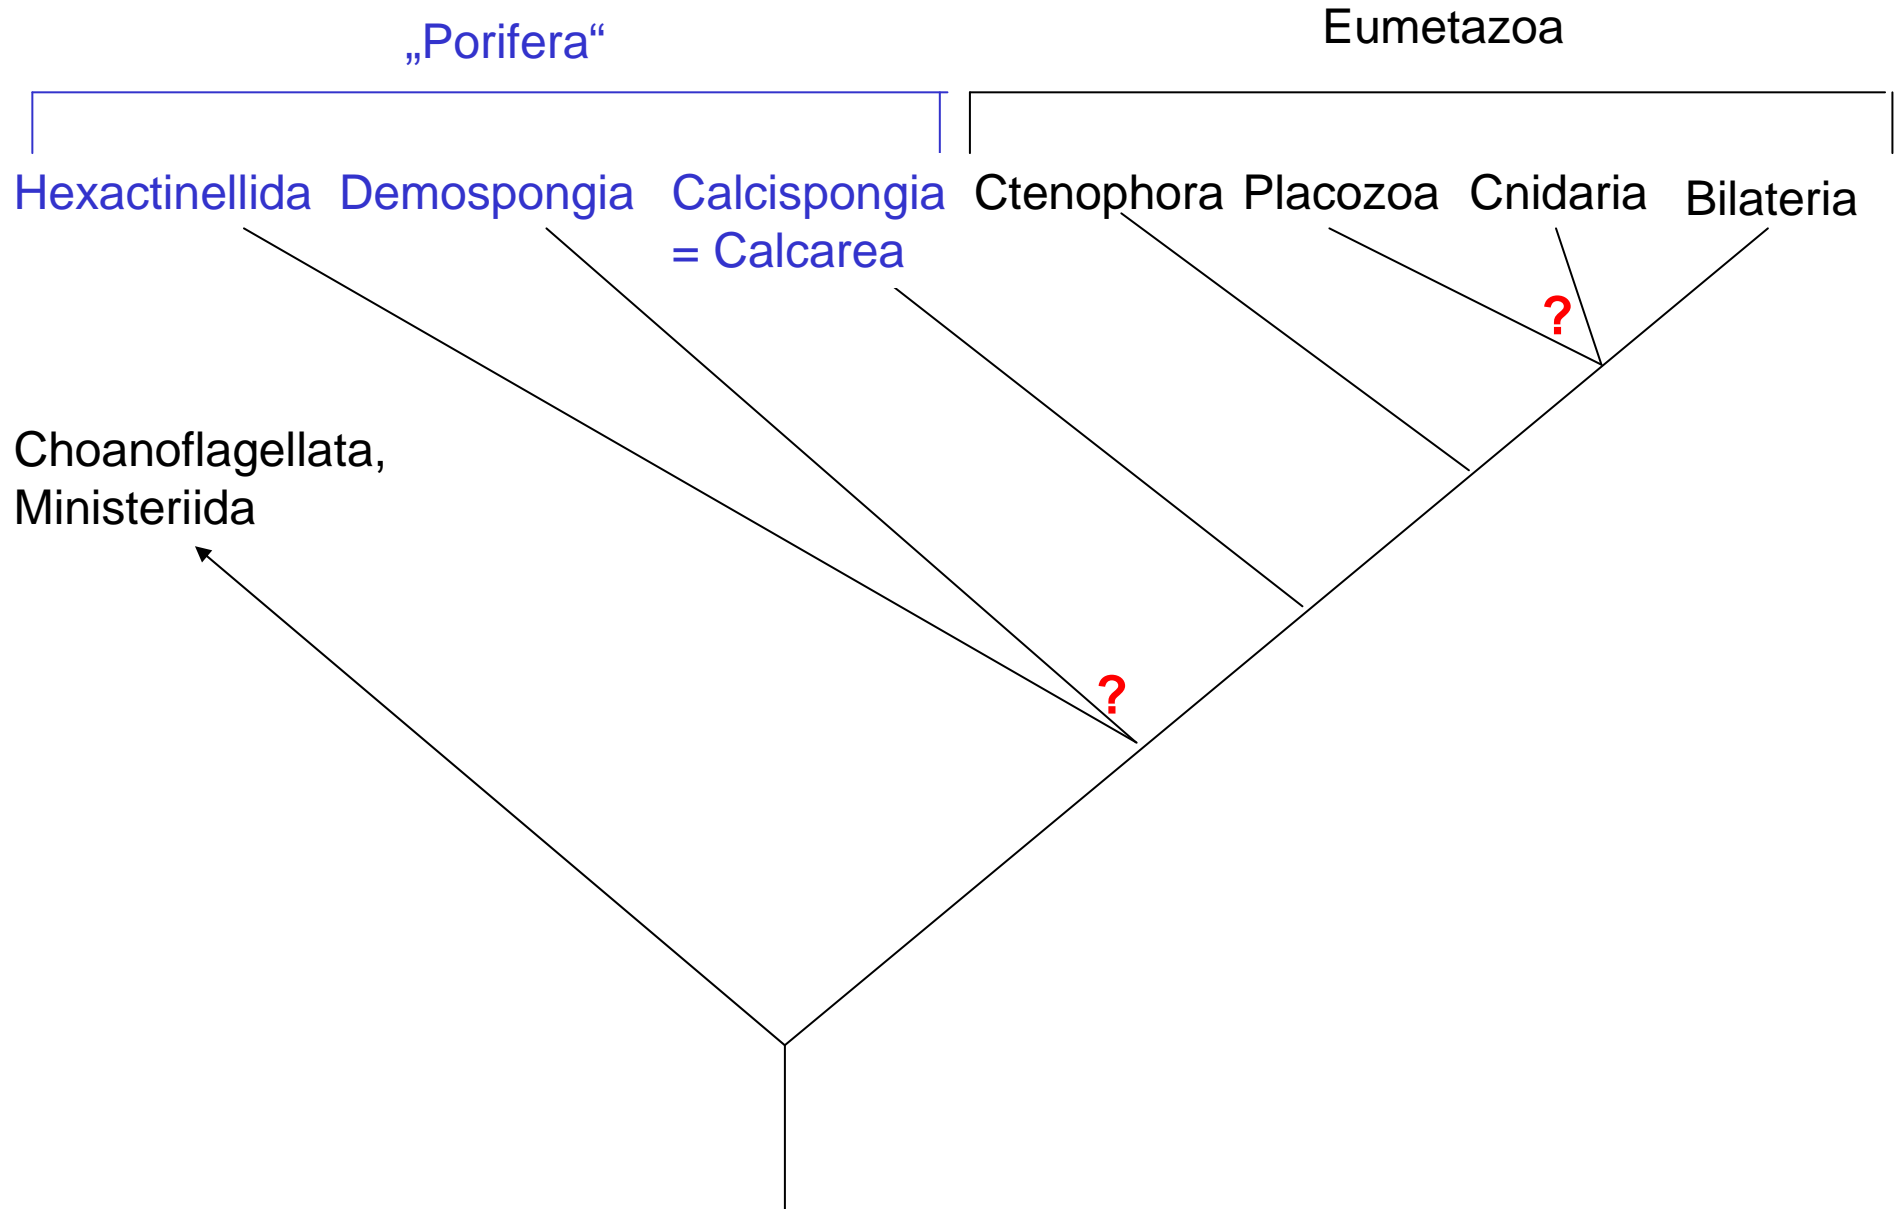 „Porifera“
Eumetazoa
Hexactinellida
Demospongia
Calcispongia
= Calcarea
Ctenophora
Placozoa
Cnidaria
Bilateria
?
Choanoflagellata,
Ministeriida
?